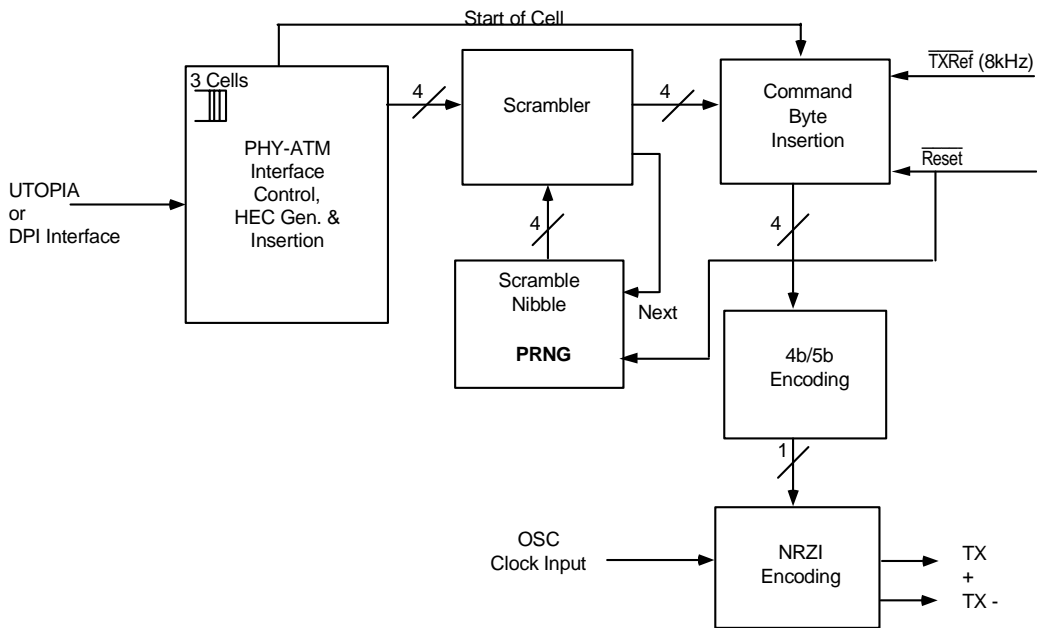 Start of Cell
3 Cells
PHY-ATM
Interface
Control,
HEC Gen. &
Insertion
UTOPIA
or
DPI Interface
4
Scrambler
4
Command
Byte
Insertion
TXRef (8kHz)
Reset
4
Scramble
Nibble
PRNG
Next
4
4b/5b
Encoding
1
OSC
Clock Input
NRZI
Encoding
TX
+
TX -